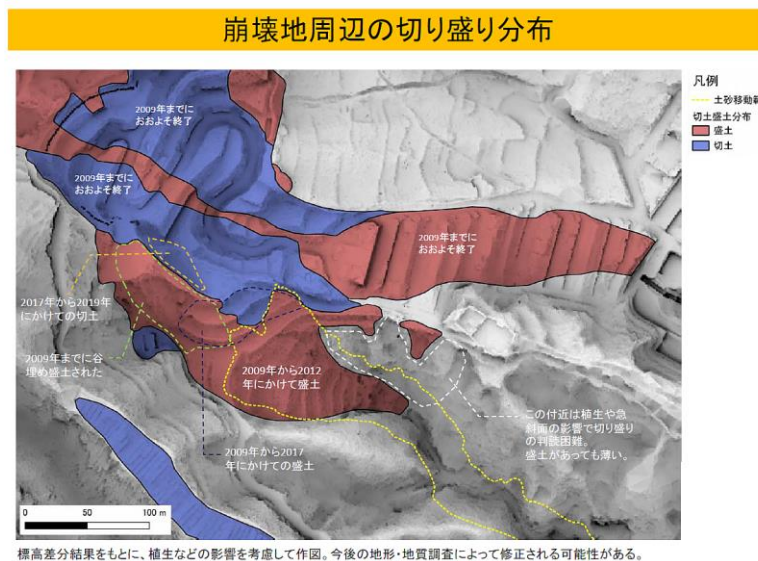 崩壊地周辺の切り盛り分布
凡例
土砂移動範
切土盛土分布
盛土
切土
2009年までに
おおよそ終了
2009年までに
おおよそ終了
2009年までに
おおよそ終了
2017年から2019年
にかけての切土
2009年までに谷
埋め盛土された
2009年から2012
年にかけて盛土
2009年から2017
年にかけての盛土
この付近は植生や急
斜面の影響で切り盛り
の判読困難。
盛土があっても薄い。
0 50 100 m
標高差分結果をもとに、植生などの影響を考慮して作図。今後の地形・地質調査によって修正される可能性がある。